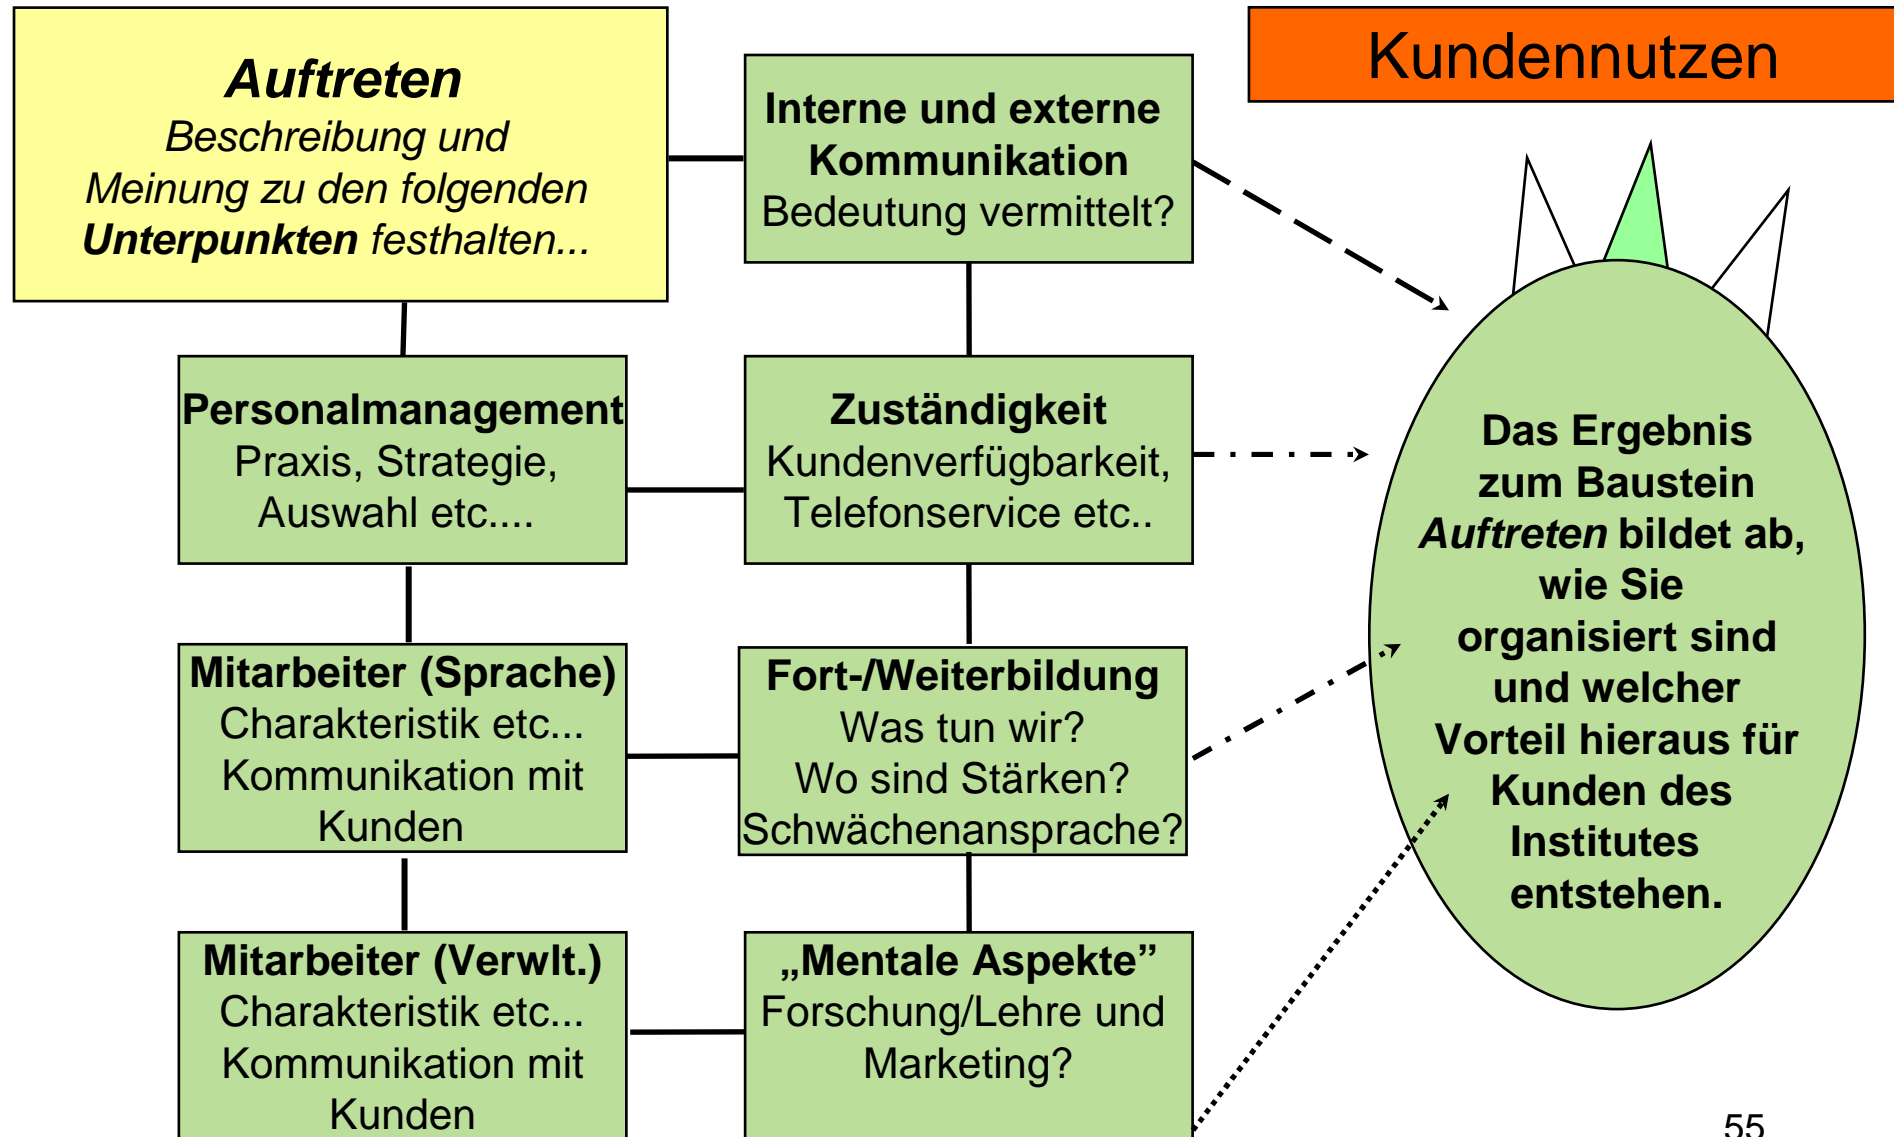 Auftreten
Beschreibung und
Meinung zu den folgenden
Unterpunkten festhalten...
Interne und externe
Kommunikation
Bedeutung vermittelt?
Kundennutzen
Personalmanagement
Praxis, Strategie,
Auswahl etc....
Zuständigkeit
Kundenverfügbarkeit,
Telefonservice etc..
Mitarbeiter (Sprache)
Charakteristik etc...
Kommunikation mit
Kunden
Fort-/Weiterbildung
Was tun wir?
Wo sind Stärken?
Schwächenansprache?
Mitarbeiter (Verwlt.)
Charakteristik etc...
Kommunikation mit
Kunden
„Mentale Aspekte”
Forschung/Lehre und
Marketing?
Das Ergebnis
zum Baustein
Auftreten bildet ab,
wie Sie
organisiert sind
und welcher
Vorteil hieraus für
Kunden des
Institutes
entstehen.
55